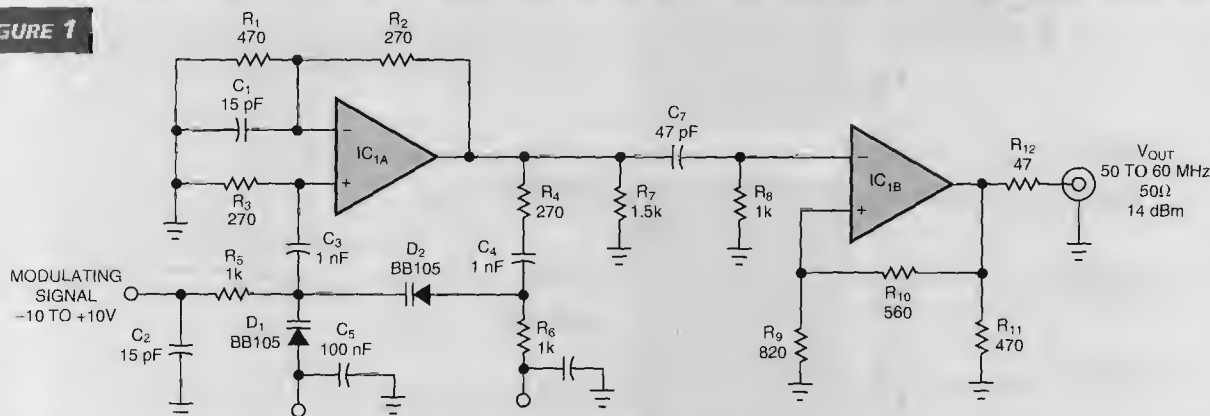 GURE 1
R1
470
R2
270
C1
15 pF
−
IC1A
+
R3
270
C3
1 nF
R4
270
R7
1.5k
C7
47 pF
R8
1k
−
IC1B
+
R12
47
VOUT
50 TO 60 MHz
50Ω
14 dBm
MODULATING
SIGNAL
−10 TO +10V
R5
1k
D2
BB105
C4
1 nF
C2
15 pF
D1
BB105
C5
100 nF
R6
1k
R9
820
R10
560
R11
470